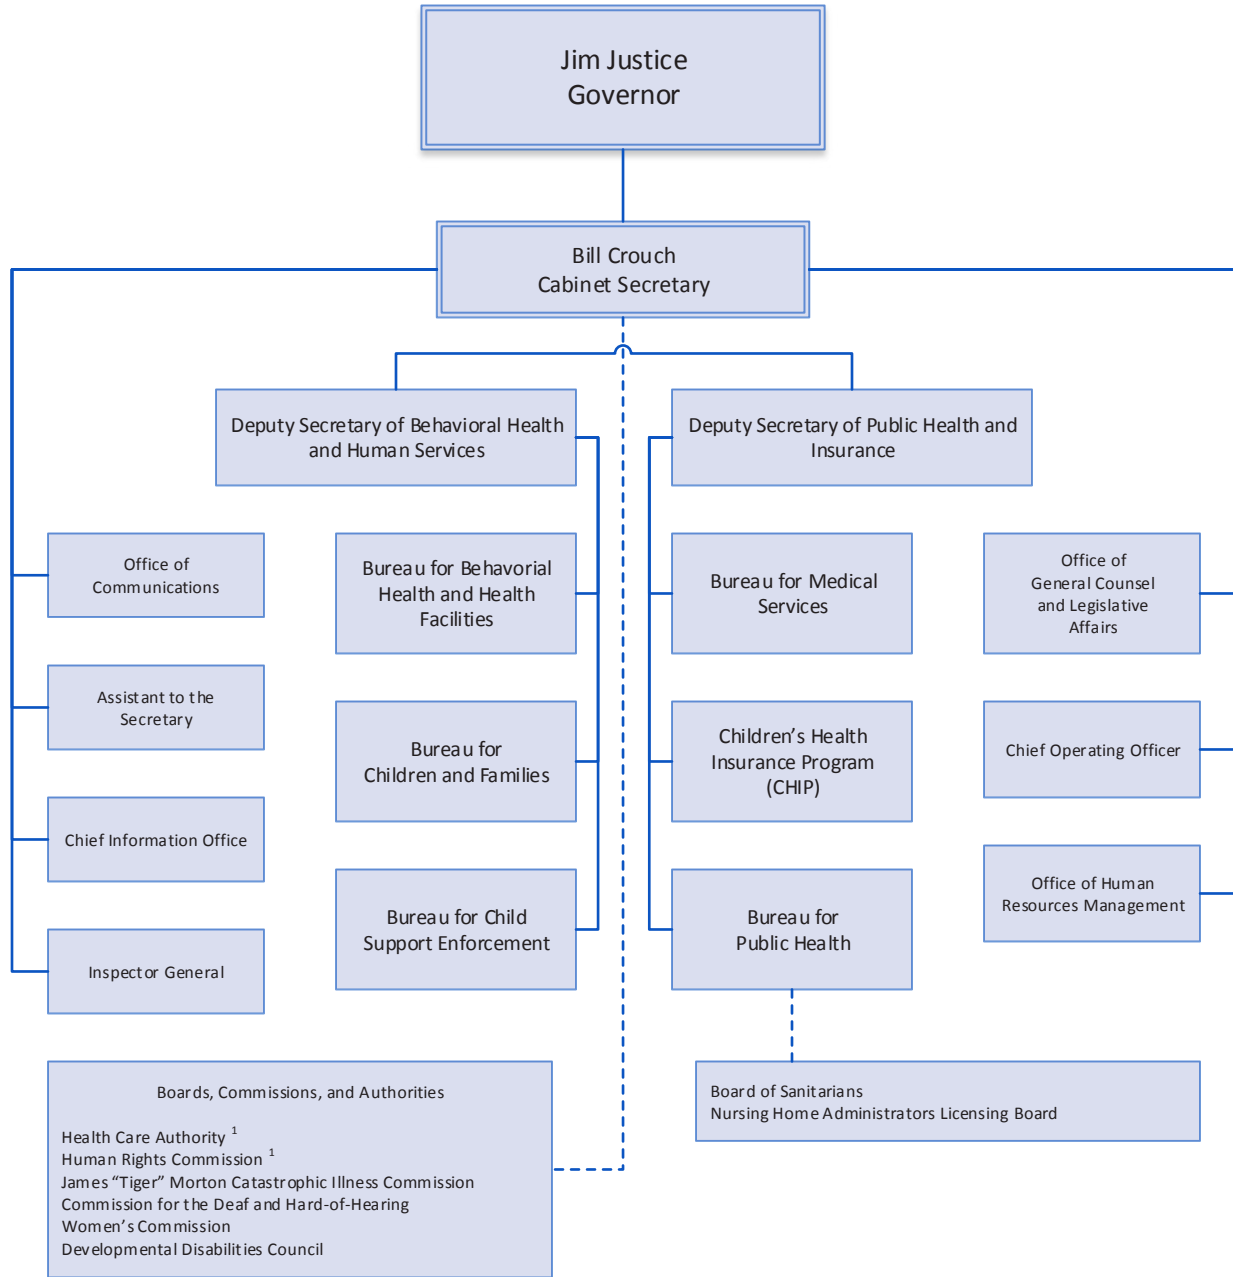 Jim Justice
Governor
Bill Crouch
Cabinet Secretary
Deputy Secretary of Behavioral Health
and Human Services
Deputy Secretary of Public Health and
Insurance
Office of
Communications
Assistant to the
Secretary
Chief Information Office
Inspector General
Bureau for Behavorial
Health and Health
Facilities
Bureau for
Children and Families
Bureau for Child
Support Enforcement
Bureau for Medical
Services
Children’s Health
Insurance Program
(CHIP)
Bureau for
Public Health
Office of
General Counsel
and Legislative
Affairs
Chief Operating Officer
Office of Human
Resources Management
Boards, Commissions, and Authorities
Health Care Authority 1
Human Rights Commission 1
James “Tiger” Morton Catastrophic Illness Commission
Commission for the Deaf and Hard-of-Hearing
Women’s Commission
Developmental Disabilities Council
Board of Sanitarians
Nursing Home Administrators Licensing Board